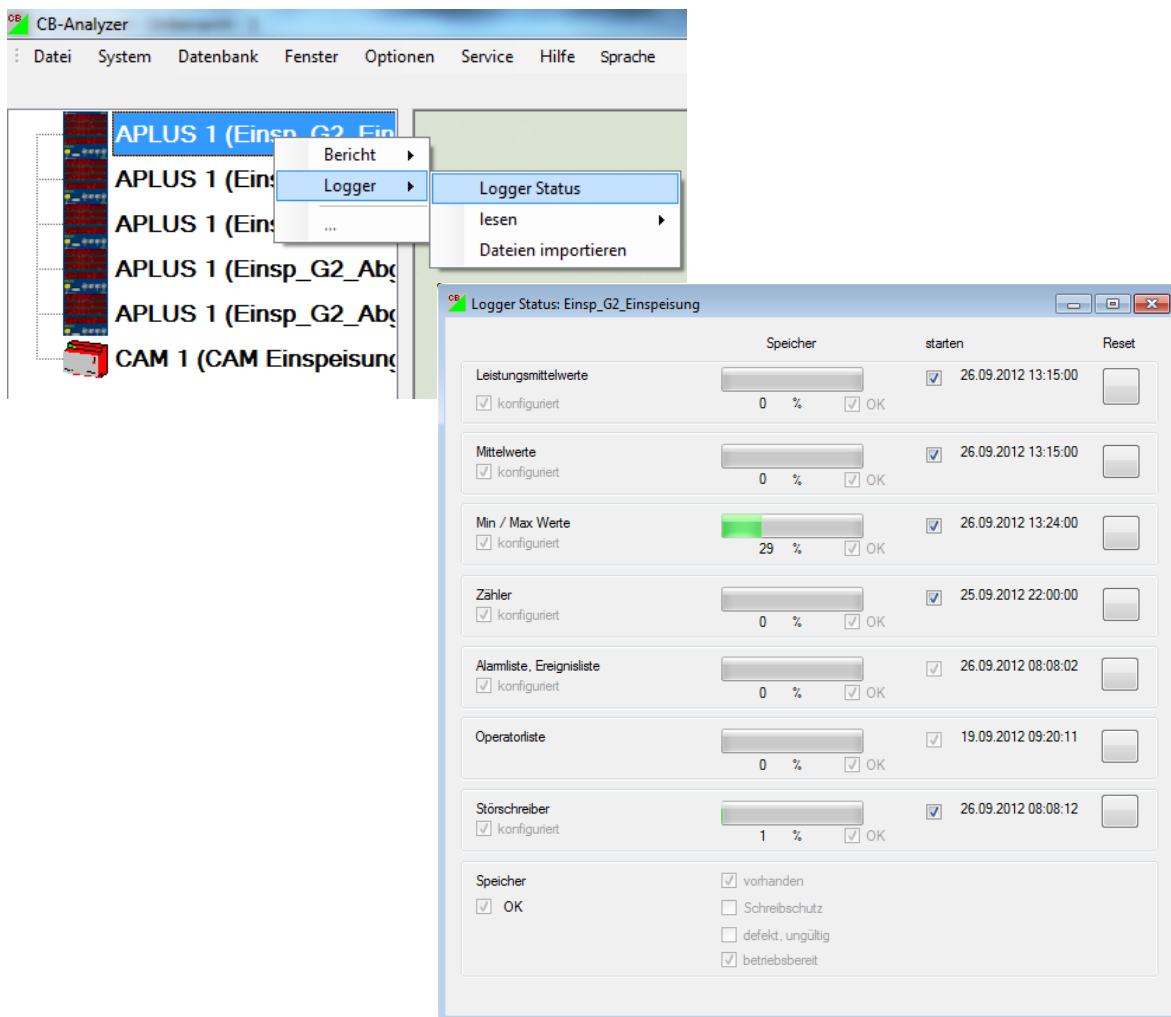 CB CB-Analyzer
Datei System Datenbank Fenster Optionen Service Hilfe Sprache
APLUS 1 (Einsp_G2_Ein
Bericht
APLUS 1 (Eins
Logger
Logger Status
APLUS 1 (Eins
...
lesen
Dateien importieren
APLUS 1 (Einsp_G2_Abg
APLUS 1 (Einsp_G2_Abg
CAM 1 (CAM Einspeisung
CB Logger Status: Einsp_G2_Einspeisung
Speicher starten Reset
Leistungsmittelwerte 26.09.2012 13:15:00
konfiguriert 0 % OK
Mittelwerte 26.09.2012 13:15:00
konfiguriert 0 % OK
Min / Max Werte 26.09.2012 13:24:00
konfiguriert 29 % OK
Zähler 25.09.2012 22:00:00
konfiguriert 0 % OK
Alarmliste, Ereignisliste 26.09.2012 08:08:02
konfiguriert 0 % OK
Operatorliste 19.09.2012 09:20:11
0 % OK
Störschreiber 26.09.2012 08:08:12
konfiguriert 1 % OK
Speicher vorhanden
OK Schreibschutz
defekt, ungültig
betriebsbereit